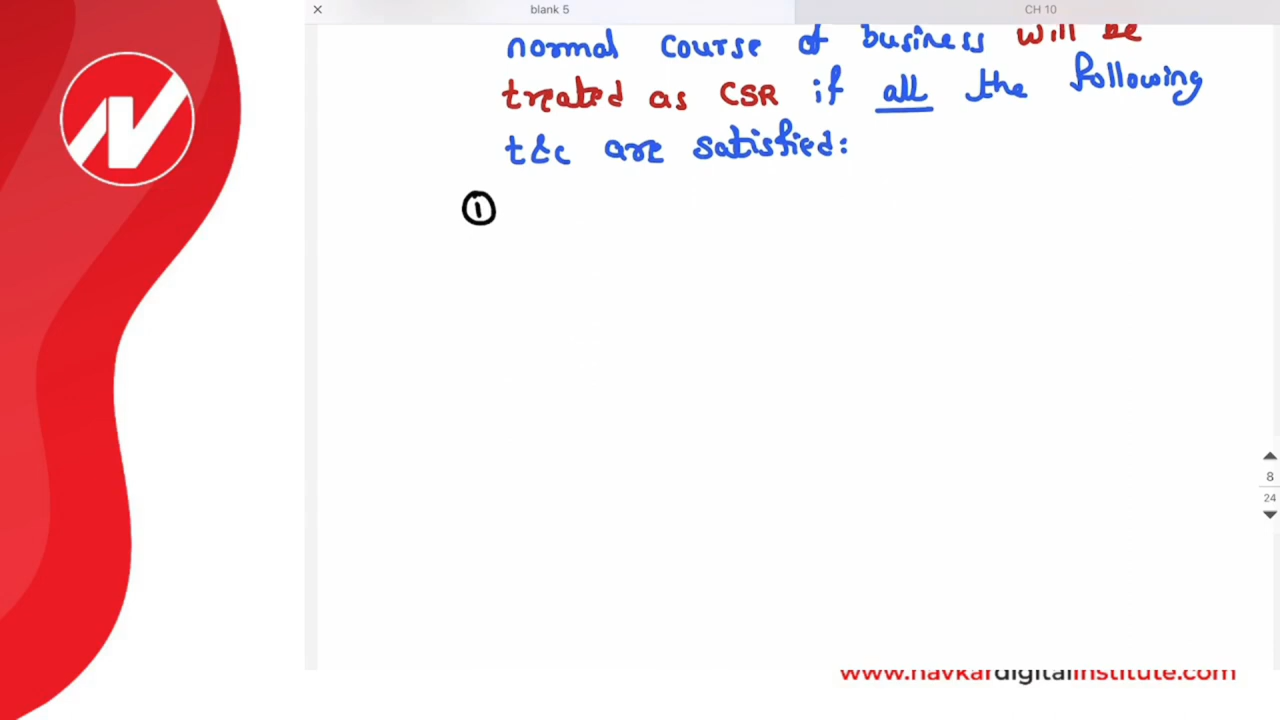 blank 5
CH 10
normal course of business will be
treated as CSR if all the following
t&c are satisfied:
1
8
24
www.navkardigitalinstitute.com